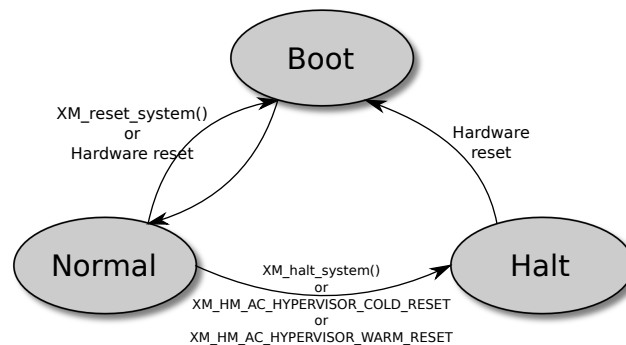 Boot
XM_reset_system()
or
Hardware reset
Hardware
reset
Normal
Halt
XM_halt_system()
or
XM_HM_AC_HYPERVISOR_COLD_RESET
or
XM_HM_AC_HYPERVISOR_WARM_RESET